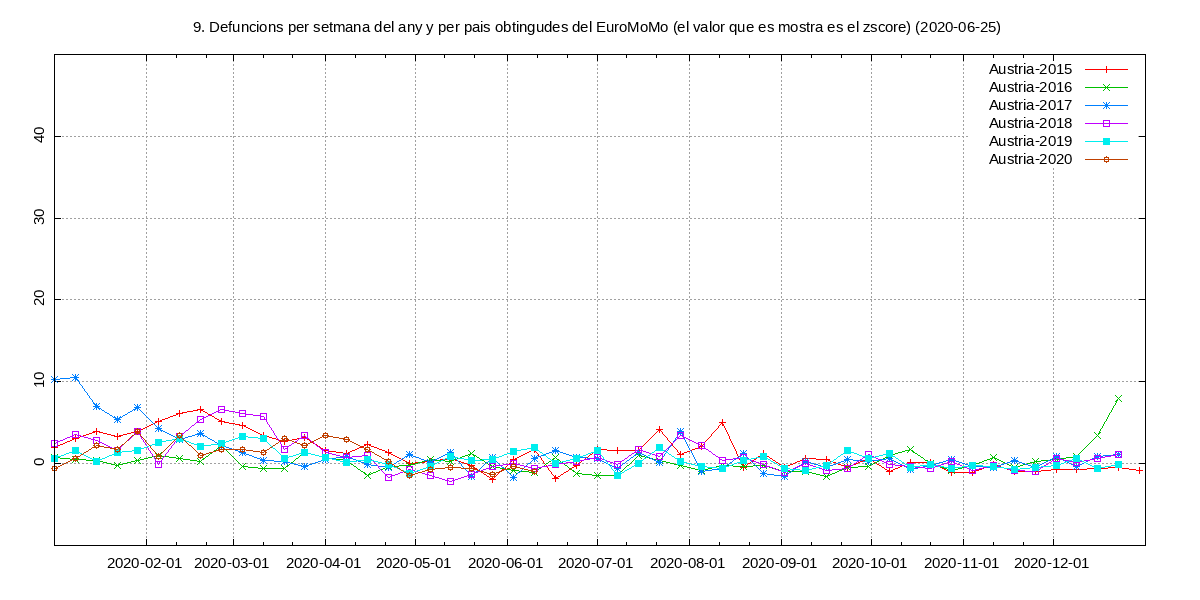 9. Defuncions per setmana del any y per pais obtingudes del EuroMoMo (el valor que es mostra es el zscore) (2020-06-25)
Austria-2015
Austria-2016
Austria-2017
Austria-2018
Austria-2019
Austria-2020
40
30
20
10
0
2020-02-01 2020-03-01 2020-04-01 2020-05-01 2020-06-01 2020-07-01 2020-08-01 2020-09-01 2020-10-01 2020-11-01 2020-12-01